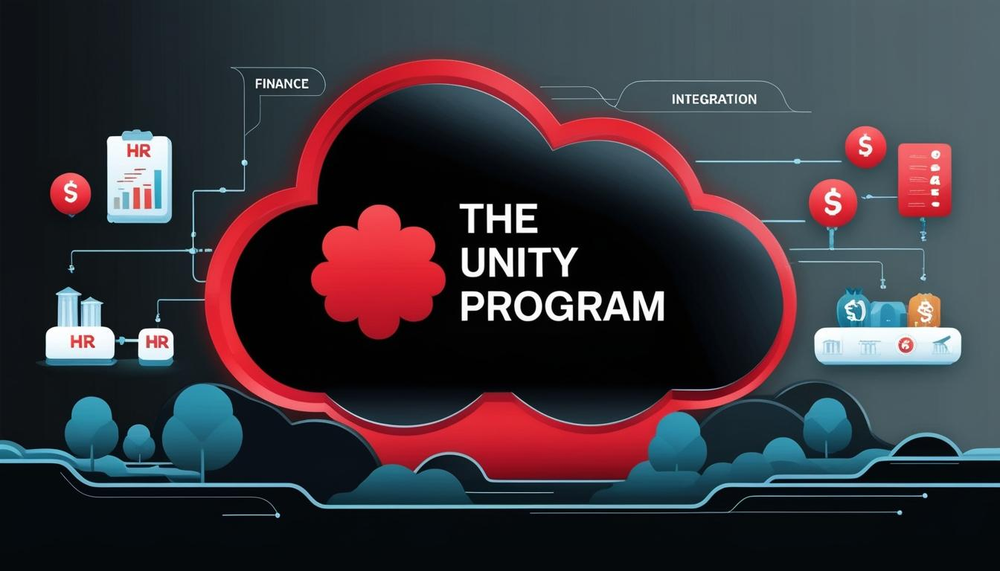 FINANCE
INTEGRATION
HR
$
$
$
THE
UNITY
PROGRAM
HR
HR
$
$